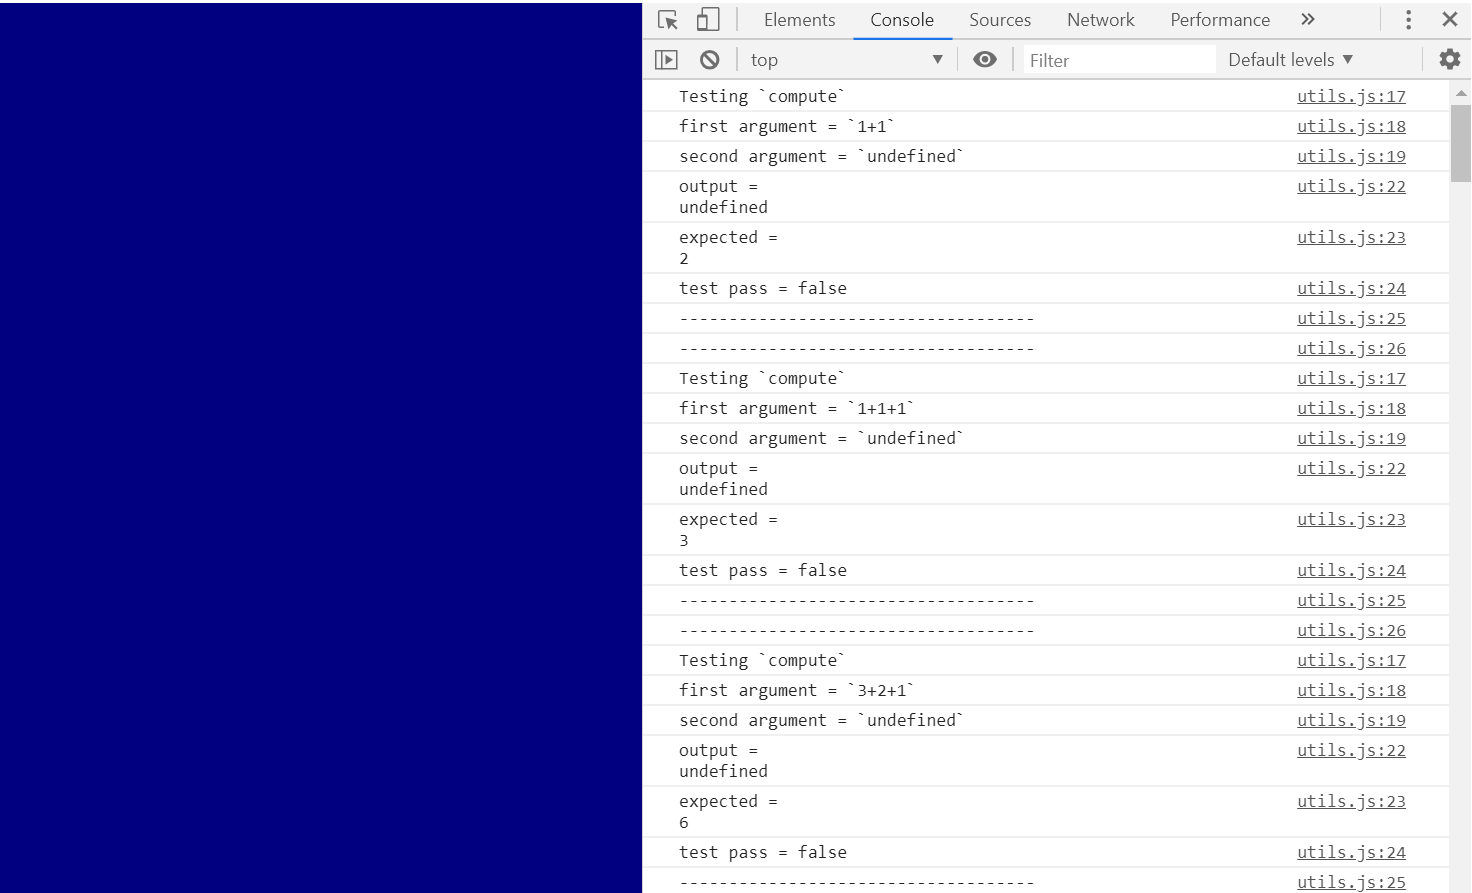 Elements Console Sources Network Performance
top Filter Default levels
Testing `compute` utils.js:17
first argument = `1+1` utils.js:18
second argument = `undefined` utils.js:19
output = utils.js:22
undefined
expected = utils.js:23
2
test pass = false utils.js:24
------------------------------------ utils.js:25
------------------------------------ utils.js:26
Testing `compute` utils.js:17
first argument = `1+1+1` utils.js:18
second argument = `undefined` utils.js:19
output = utils.js:22
undefined
expected = utils.js:23
3
test pass = false utils.js:24
------------------------------------ utils.js:25
------------------------------------ utils.js:26
Testing `compute` utils.js:17
first argument = `3+2+1` utils.js:18
second argument = `undefined` utils.js:19
output = utils.js:22
undefined
expected = utils.js:23
6
test pass = false utils.js:24
------------------------------------ utils.js:25